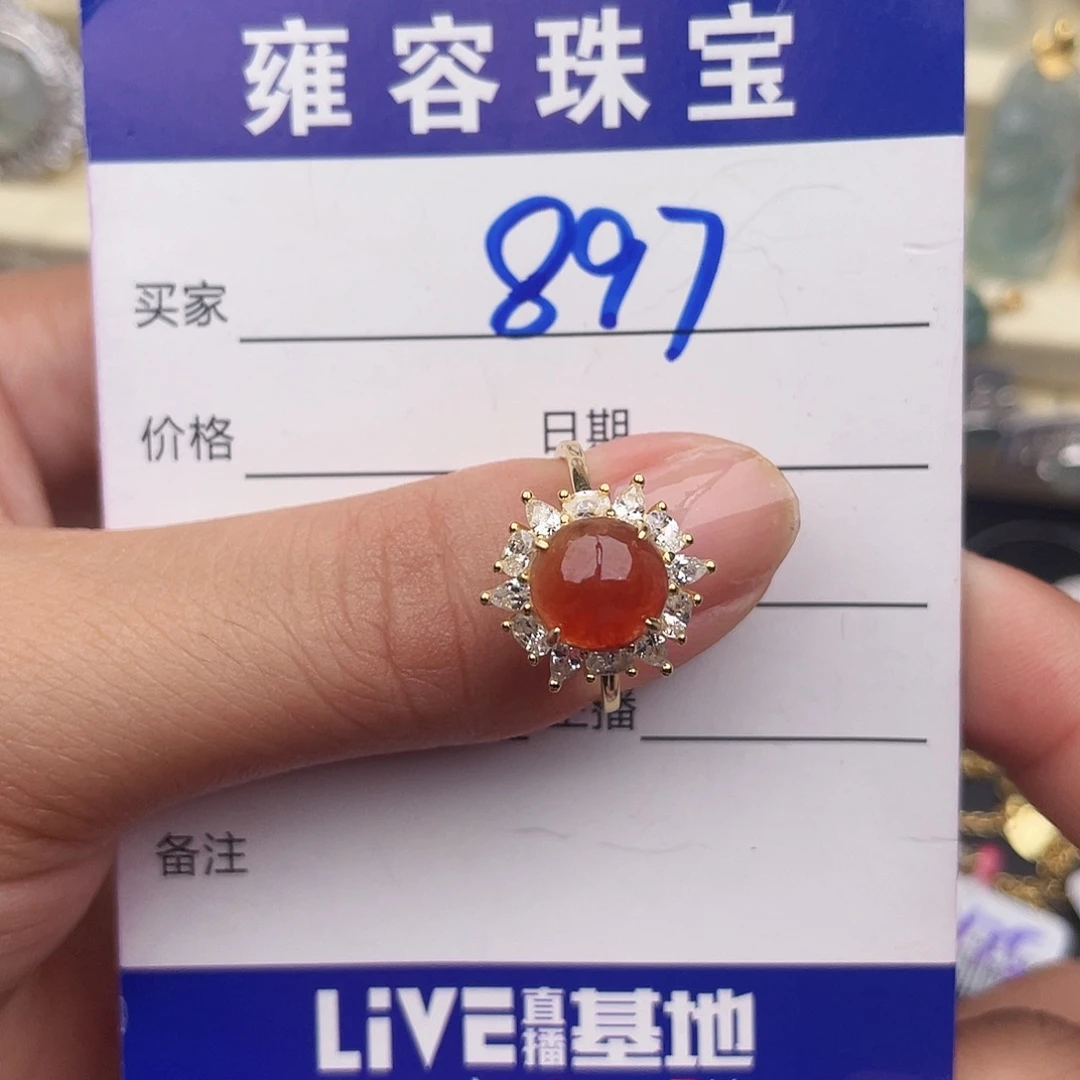 雍容珠宝
买家 897
价格 日期
播
备注
LiVE直播基地